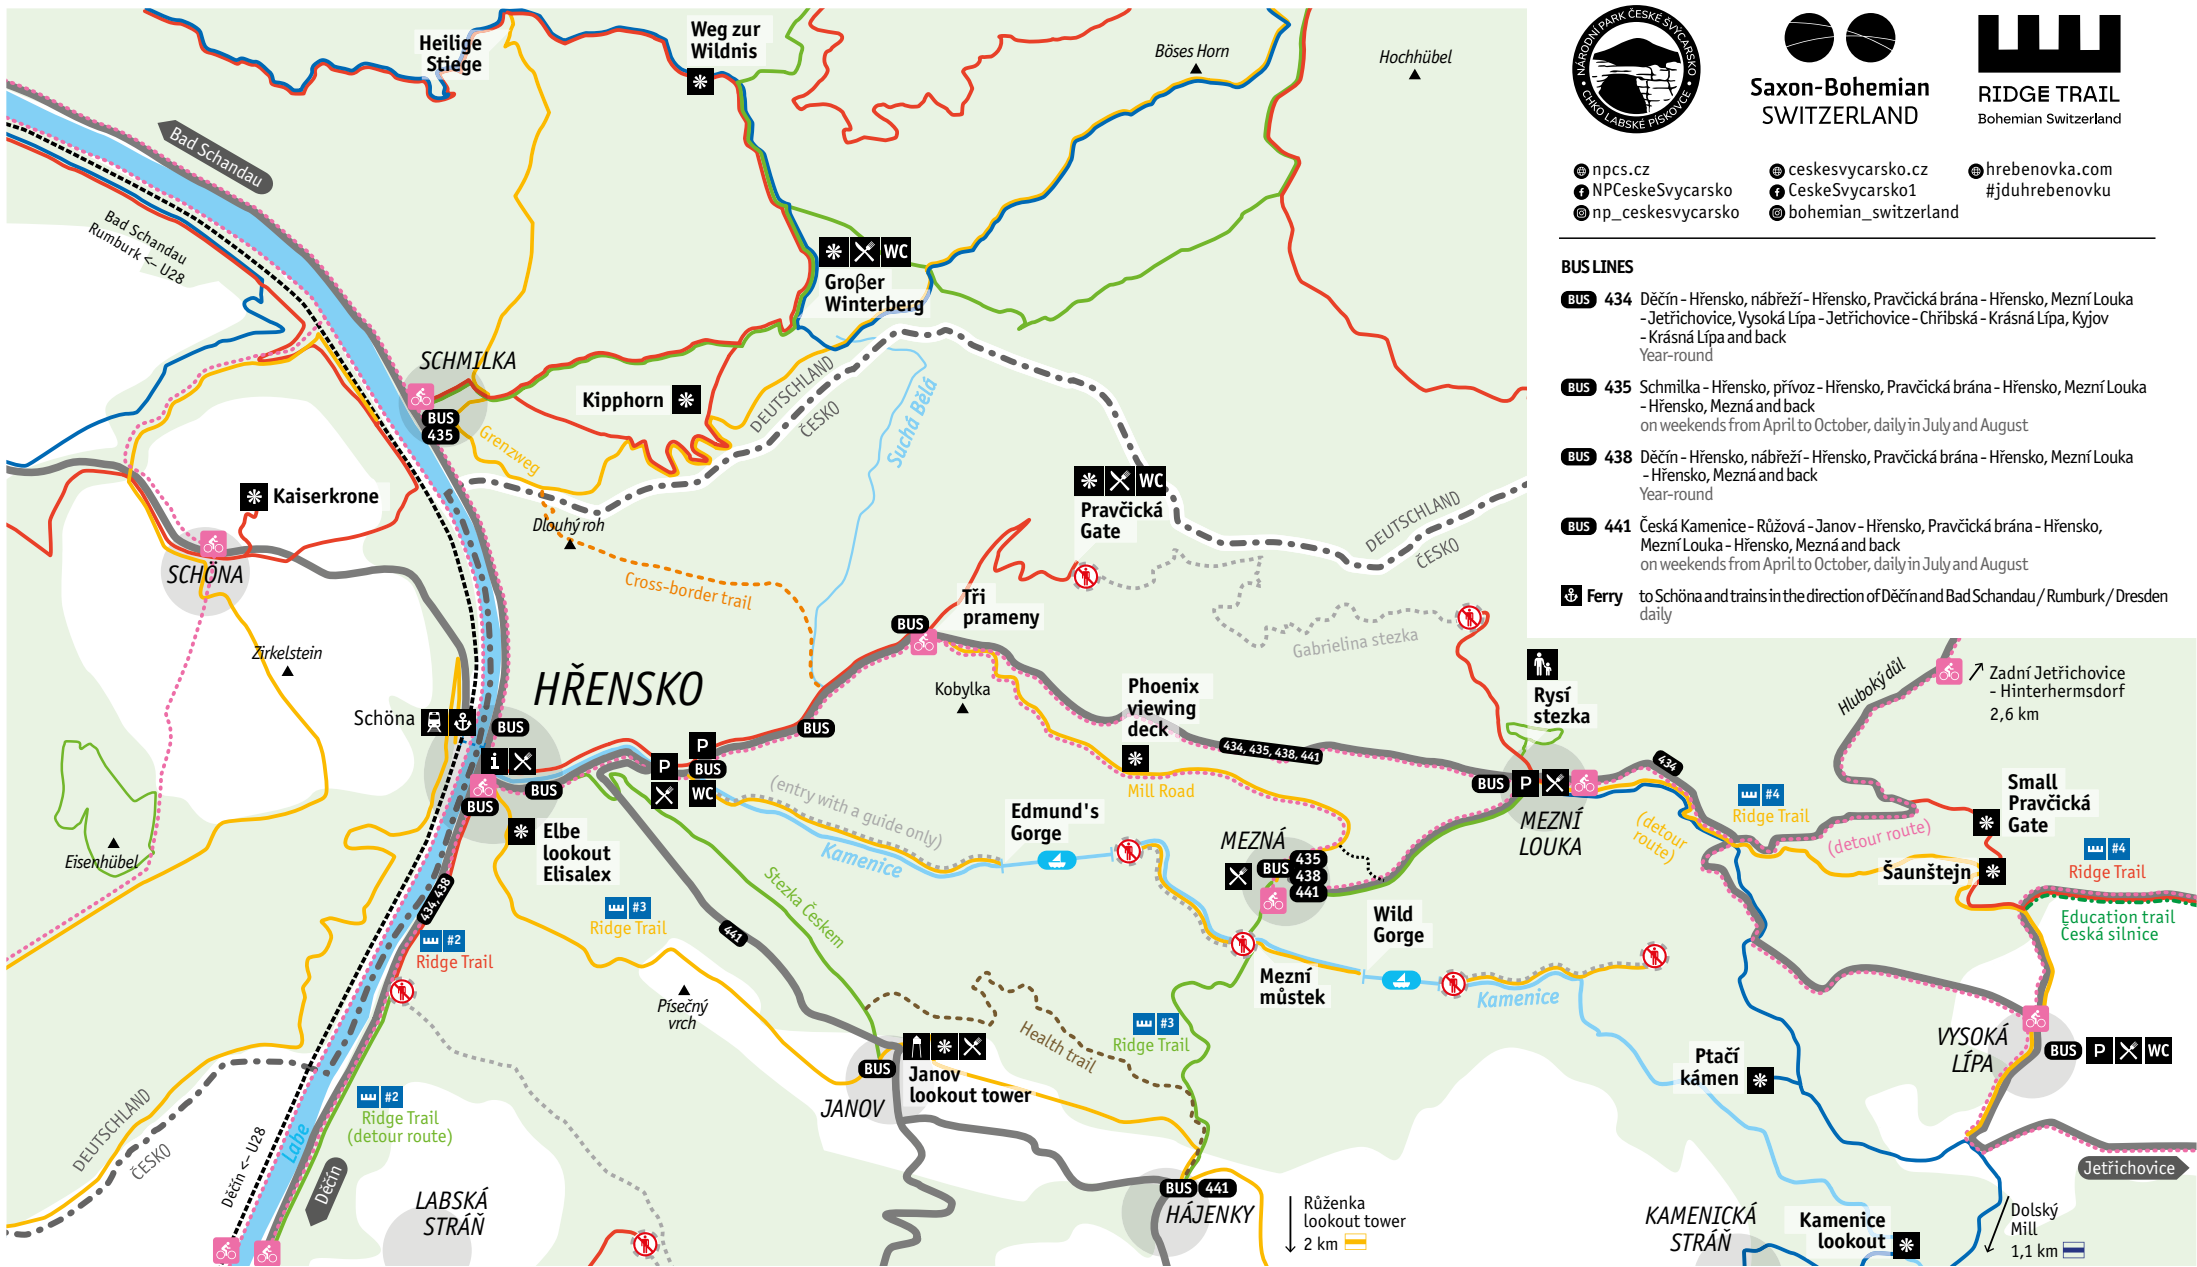 Heilige
Stiege
Weg zur
Wildnis
Böses Horn
Hochhübel
NÁRODNÍ PARK ČESKÉ ŠVÝCARSKO
CHKO LABSKÉ PÍSKOVCE
Saxon-Bohemian
SWITZERLAND
RIDGE TRAIL
Bohemian Switzerland
npcs.cz
NPCeskeSvycarsko
np_ceskesvycarsko
ceskesvycarsko.cz
CeskeSvycarsko1
bohemian_switzerland
hrebenovka.com
#jduhrebenovku
BUS LINES
BUS 434 Děčín - Hřensko, nábřeží - Hřensko, Pravčická brána - Hřensko, Mezní Louka
- Jetřichovice, Vysoká Lípa - Jetřichovice - Chřibská - Krásná Lípa, Kyjov
- Krásná Lípa and back
Year-round
BUS 435 Schmilka - Hřensko, přívoz - Hřensko, Pravčická brána - Hřensko, Mezní Louka
- Hřensko, Mezná and back
on weekends from April to October, daily in July and August
BUS 438 Děčín - Hřensko, nábřeží - Hřensko, Pravčická brána - Hřensko, Mezní Louka
- Hřensko, Mezná and back
Year-round
BUS 441 Česká Kamenice - Růžová - Janov - Hřensko, Pravčická brána - Hřensko,
Mezní Louka - Hřensko, Mezná and back
on weekends from April to October, daily in July and August
Ferry to Schöna and trains in the direction of Děčín and Bad Schandau / Rumburk / Dresden
daily
Bad Schandau
Bad Schandau
Rumburk <- U28
WC
Großer
Winterberg
SCHMILKA
BUS
435
Grenzweg
Kipphorn
DEUTSCHLAND
ČESKO
Suchá Bělá
Kaiserkrone
SCHÖNA
Dlouhý roh
Cross-border trail
WC
Pravčická
Gate
DEUTSCHLAND
ČESKO
Tři
prameny
BUS
Gabrielina stezka
Zirkelstein
Schöna
BUS
HŘENSKO
i
BUS
BUS
P
P
BUS
WC
BUS
Kobylka
Phoenix
viewing
deck
Mill Road
434, 435, 438, 441
Rysí
stezka
BUS
P
MEZNÍ
LOUKA
434
Hluboký důl
Zadní Jetřichovice
- Hinterhermsdorf
2,6 km
Small
Pravčická
Gate
#4
Ridge Trail
(detour
route)
(detour route)
Šaunštejn
#4
Ridge Trail
Education trail
Česká silnice
Eisenhübel
Elbe
lookout
Elisalex
(entry with a guide only)
Kamenice
Edmund's
Gorge
MEZNÁ
BUS
435
438
441
434, 438
#2
Ridge Trail
#3
Ridge Trail
Stezka Českem
441
Wild
Gorge
Mezní
můstek
Kamenice
Písečný
vrch
Health trail
#3
Ridge Trail
BUS
Janov
lookout tower
JANOV
Ptačí
kámen
VYSOKÁ
LÍPA
BUS
P
WC
DEUTSCHLAND
ČESKO
#2
Ridge Trail
(detour route)
Labe
Děčín <- U28
Děčín
LABSKÁ
STRÁŇ
BUS
441
HÁJENKY
Růženka
lookout tower
2 km
Jetřichovice
KAMENICKÁ
STRÁŇ
Kamenice
lookout
Dolský
Mill
1,1 km